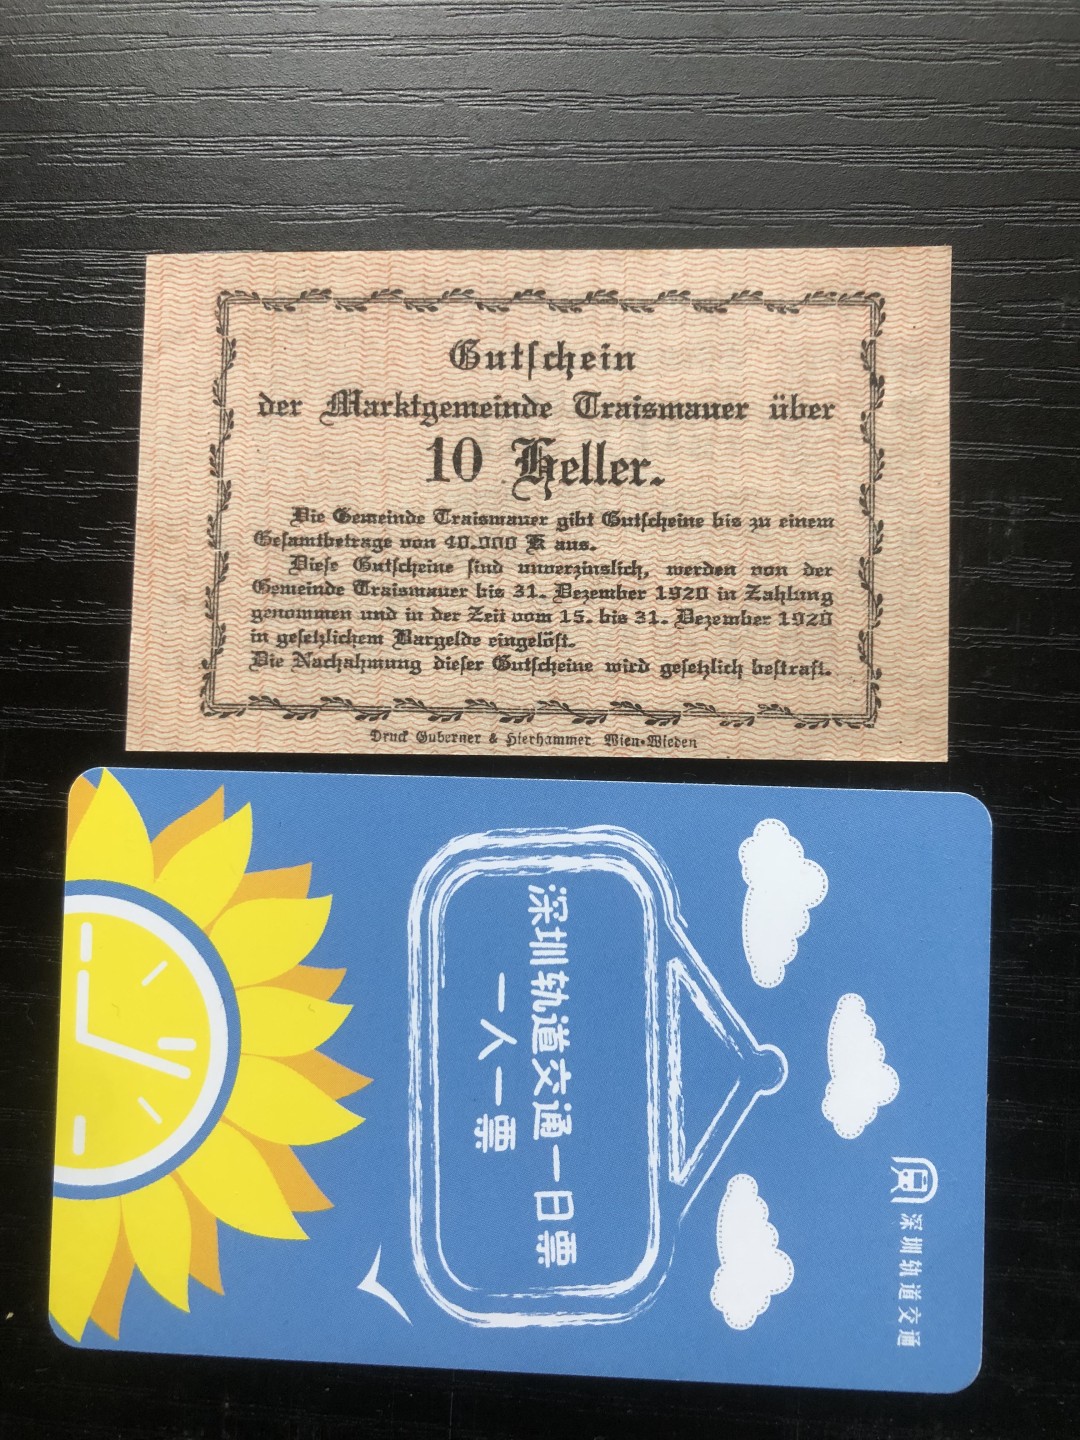 Gutschein
der Marktgemeinde Traismauer über
10 Heller.
Die Gemeinde Traismauer gibt Gutscheine bis zu einem
Gesamtbetrage von 40.000 K aus.
Diese Gutscheine sind unverzinslich, werden von der
Gemeinde Traismauer bis 31. Dezember 1920 in Zahlung
genommen und in der Zeit vom 15. bis 31. Dezember 1920
in gesetzlichem Bargelde eingelöst.
Die Nachahmung dieser Gutscheine wird gesetzlich bestraft.
Druck Guberner & Hierhammer, Wien-Wieden
深圳轨道交通
深圳轨道交通一日票
一人一票